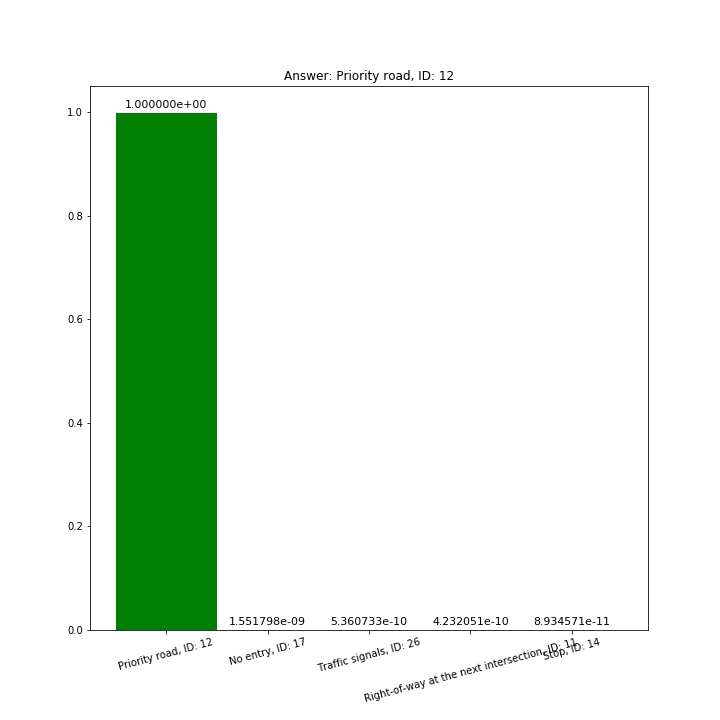 Answer: Priority road, ID: 12
1.000000e+00
1.0
0.8
0.6
0.4
0.2
0.0
1.551798e-09
5.360733e-10
4.232051e-10
8.934571e-11
Priority road, ID: 12
No entry, ID: 17
Traffic signals, ID: 26
Right-of-way at the next intersection, ID: 11
Stop, ID: 14